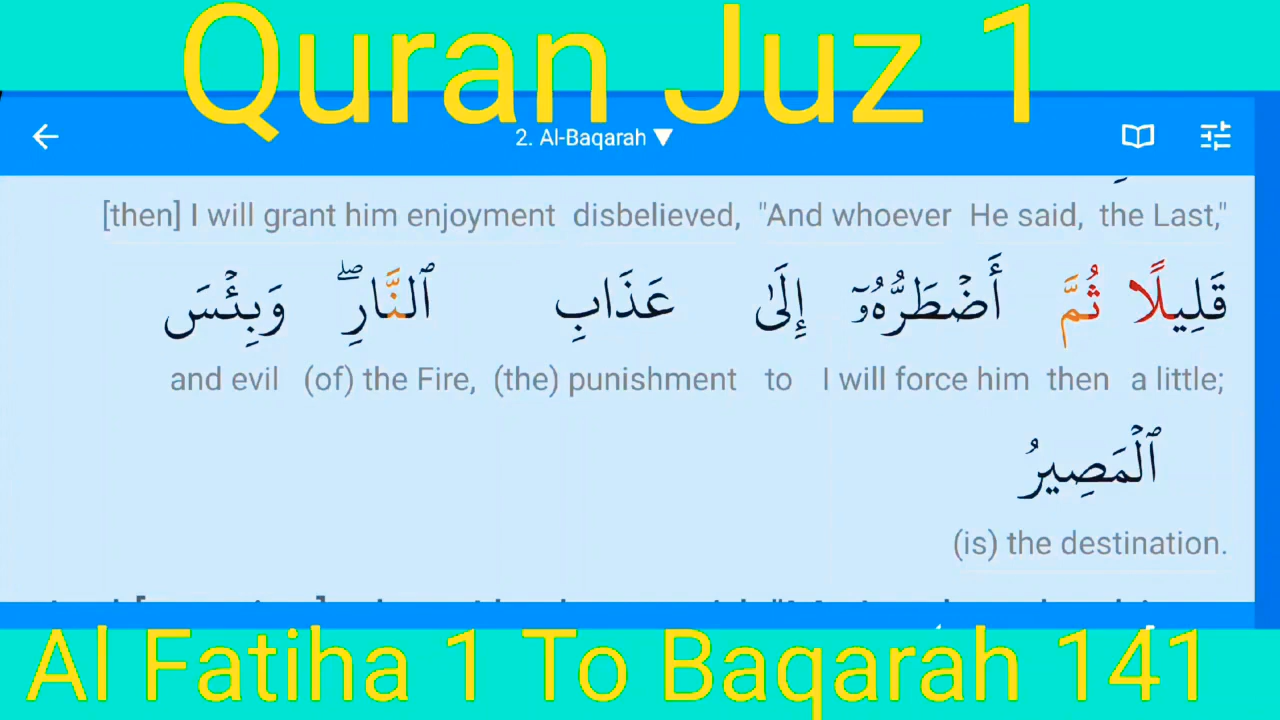 Quran Juz 1
2. Al-Baqarah ▼
[then] I will grant him enjoyment disbelieved, "And whoever He said, the Last,"
قَلِيلًا ثُمَّ أَضْطَرُّهُۥٓ إِلَىٰ عَذَابِ ٱلنَّارِ ۖ وَبِئْسَ
and evil (of) the Fire, (the) punishment to I will force him then a little;
ٱلْمَصِيرُ
(is) the destination.
Al Fatiha 1 To Baqarah 141